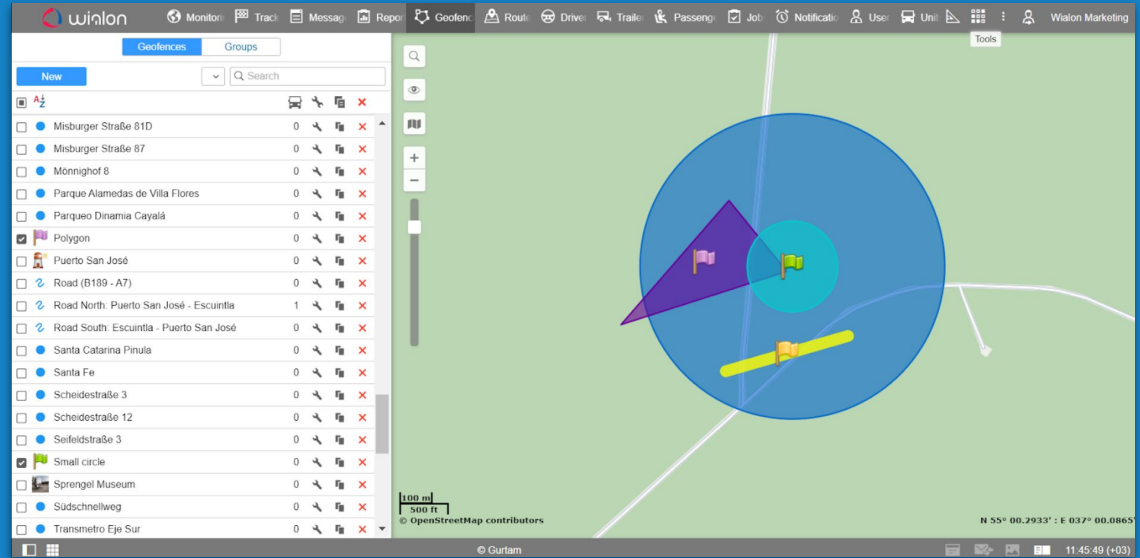 wialon Monitori Track Messag Repor Geofenc Route Driver Trailer Passeng Job Notificatio User Unit Wialon Marketing
Tools
Geofences Groups
New Search
Misburger Straße 81D 0
Misburger Straße 87 0
Mönnighof 8 0
Parque Alamedas de Villa Flores 0
Parqueo Dinamia Cayalá 0
Polygon 0
Puerto San José 0
Road (B189 - A7) 0
Road North: Puerto San José - Escuintla 1
Road South: Escuintla - Puerto San José 0
Santa Catarina Pinula 0
Santa Fe 0
Scheidestraße 3 0
Scheidestraße 12 0
Seifeldstraße 3 0
Small circle 0
Sprengel Museum 0
Südschnellweg 0
Transmetro Eje Sur 0
100 m
500 ft
© OpenStreetMap contributors N 55° 00.2933' : E 037° 00.0865'
© Gurtam 11:45:49 (+03)